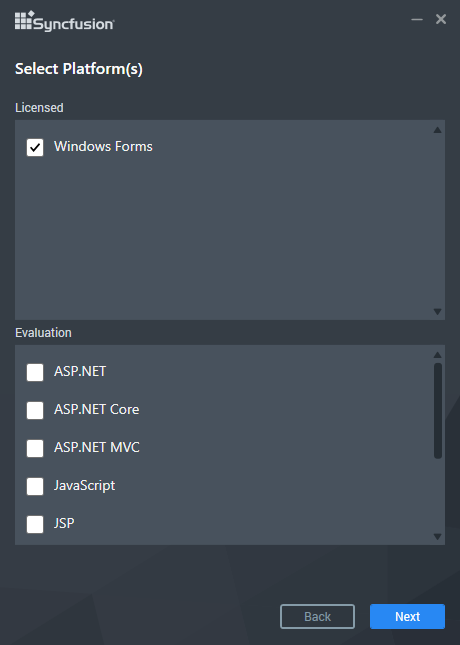 Syncfusion
Select Platform(s)
Licensed
Windows Forms
Evaluation
ASP.NET
ASP.NET Core
ASP.NET MVC
JavaScript
JSP
Back
Next